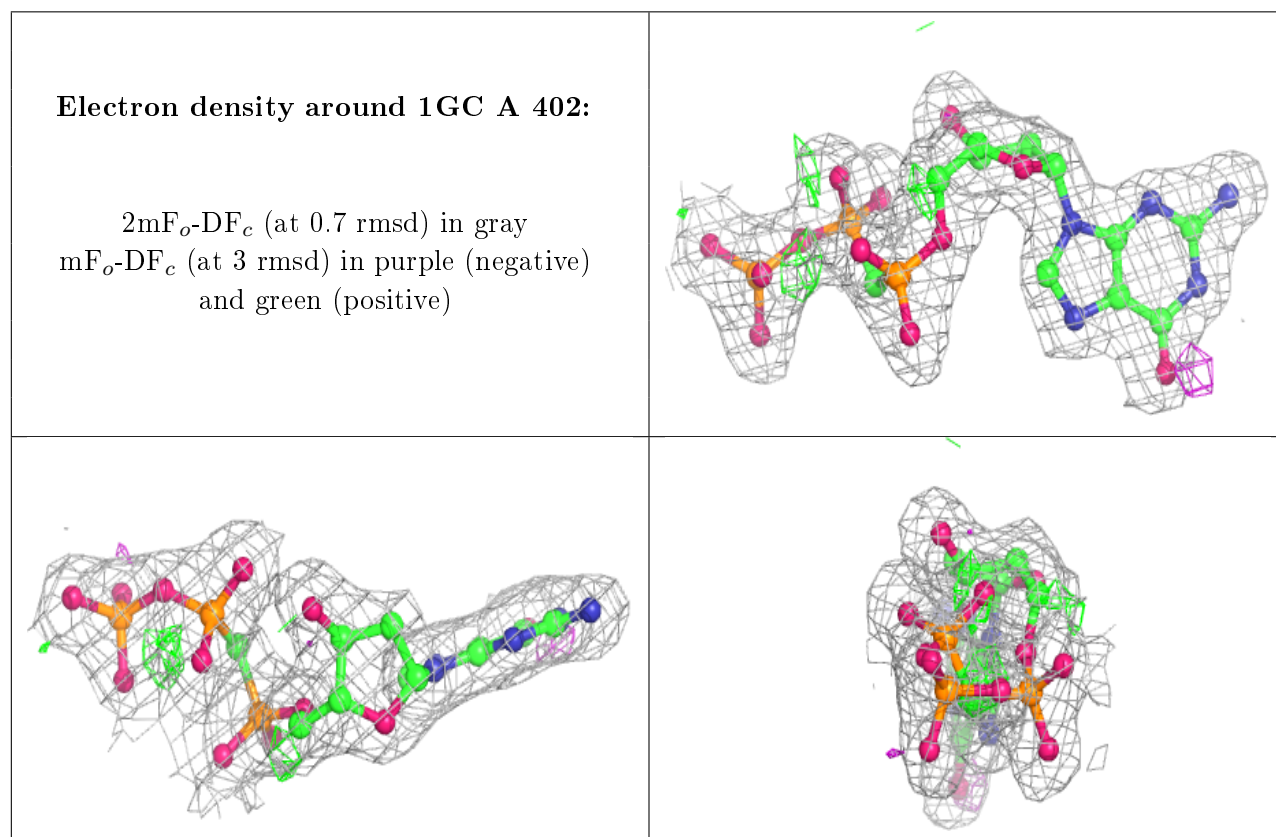 Electron density around 1GC A 402:
2mFo-DFc (at 0.7 rmsd) in gray
mFo-DFc (at 3 rmsd) in purple (negative)
and green (positive)